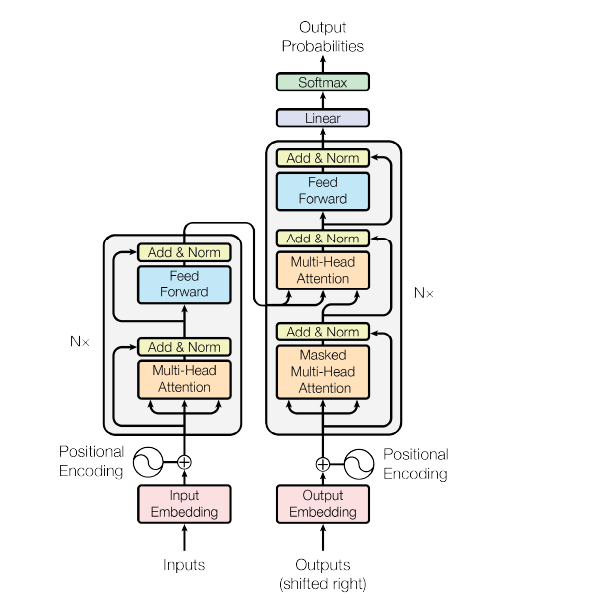 Output
Probabilities
Softmax
Linear
Add & Norm
Feed
Forward
Add & Norm
Multi-Head
Attention
Add & Norm
Masked
Multi-Head
Attention
N×
Positional
Encoding
Output
Embedding
Outputs
(shifted right)
Add & Norm
Feed
Forward
Add & Norm
Multi-Head
Attention
N×
Positional
Encoding
Input
Embedding
Inputs